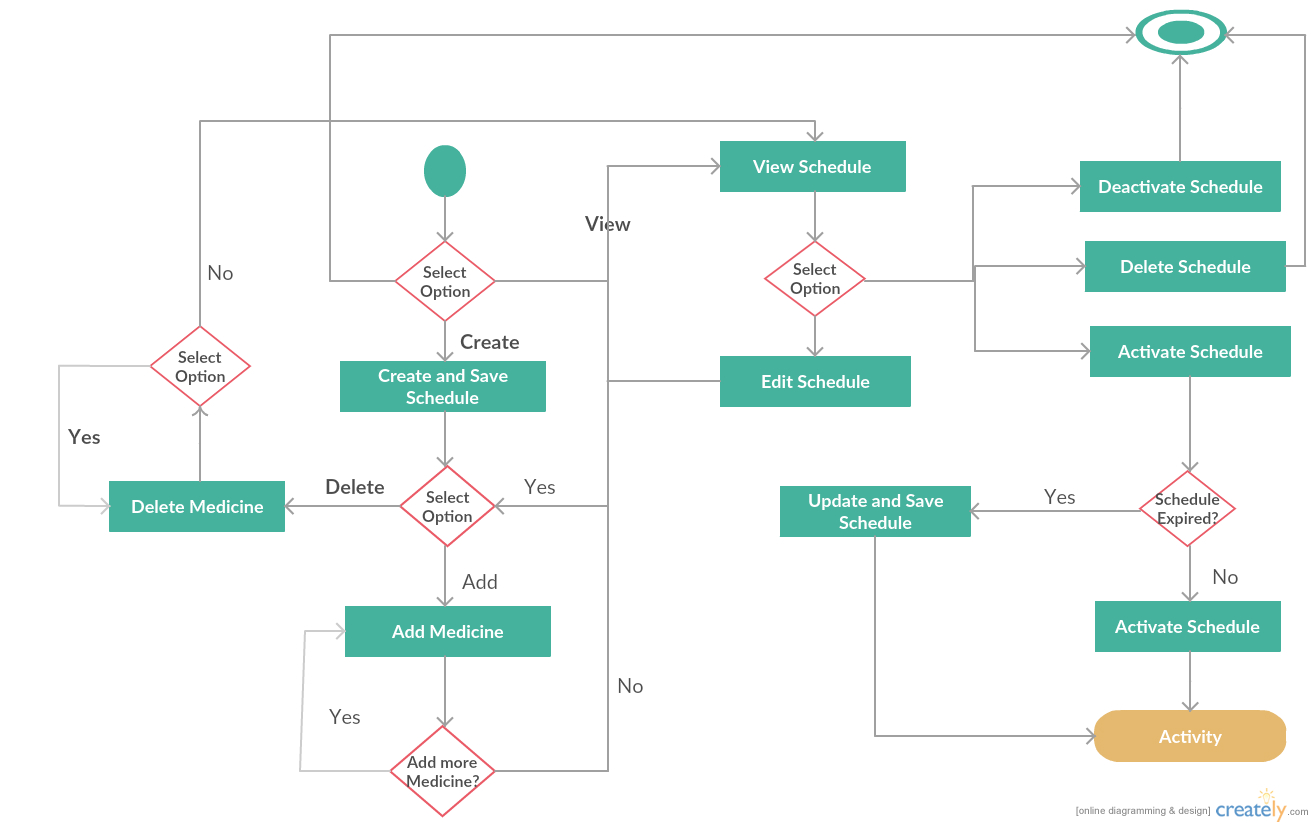 View Schedule
Deactivate Schedule
View
Select
Option
Select
Option
Delete Schedule
No
Create
Activate Schedule
Select
Option
Create and Save
Schedule
Edit Schedule
Yes
Delete
Yes
Select
Option
Delete Medicine
Update and Save
Schedule
Yes
Schedule
Expired?
Add
No
Add Medicine
Activate Schedule
No
Yes
Add more
Medicine?
Activity
[online diagramming & design] creately.com